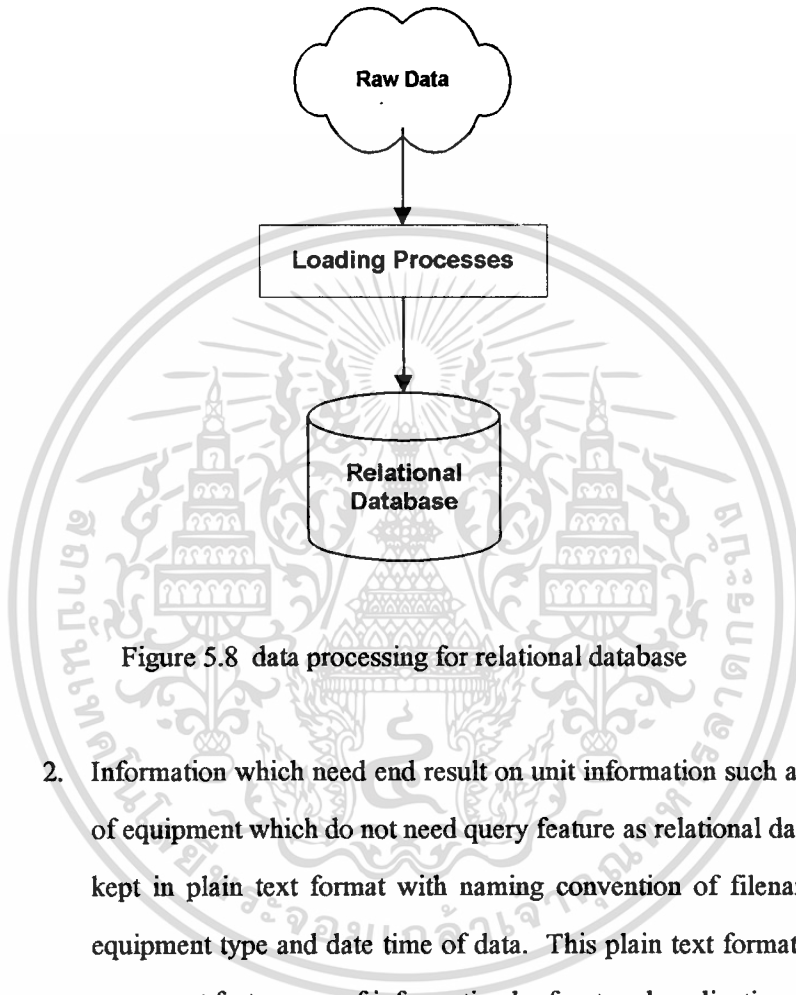 Raw Data
Loading Processes
Relational
Database
Figure 5.8 data processing for relational database
2. Information which need end result on unit information such a
of equipment which do not need query feature as relational da
kept in plain text format with naming convention of filena
equipment type and date time of data. This plain text format